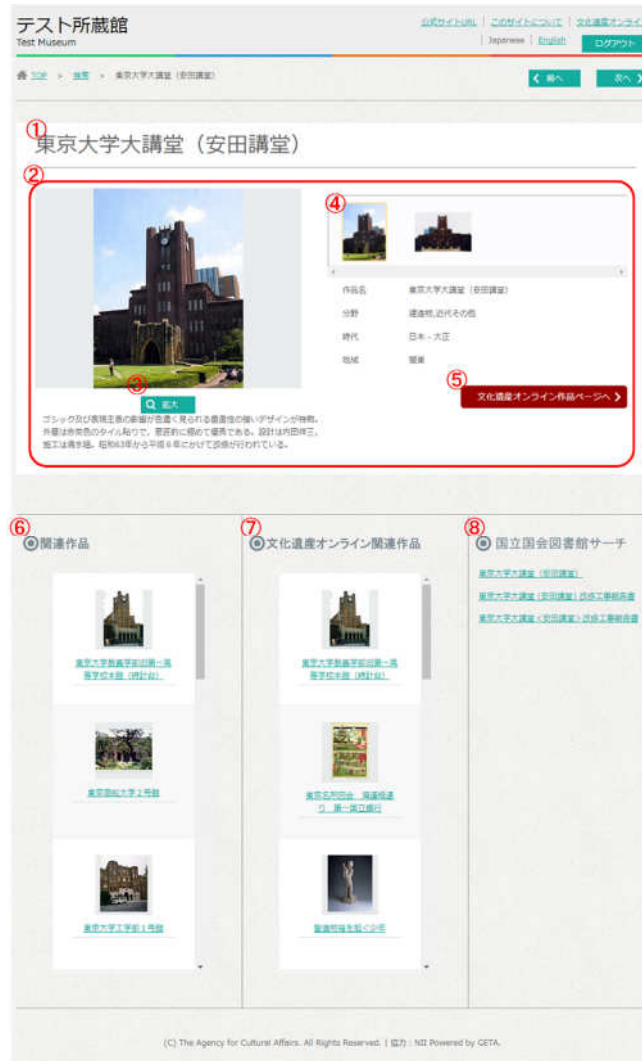 テスト所蔵館
Test Museum
公式サイトURL | このサイトについて | 文化遺産オンライン
| Japanese | English ログアウト
TOP > 検索 > 東京大学大講堂（安田講堂）
前へ 次へ
①
東京大学大講堂（安田講堂）
②
④
作品名 東京大学大講堂（安田講堂）
分野 建造物,近代その他
時代 日本 - 大正
地域 関東
③
拡大
⑤
文化遺産オンライン作品ページへ
ゴシック及び表現主義の影響が色濃く見られる垂直性の強いデザインが特徴。
外壁は赤茶色のタイル貼りで、意匠的に極めて優秀である。設計は内田祥三、
施工は清水組。昭和63年から平成６年にかけて改修が行われている。
⑥
関連作品
東京大学教養学部旧第一高
等学校本館（時計台）
東京大学工学部１号館
⑦
文化遺産オンライン関連作品
東京大学教養学部旧第一高
等学校本館（時計台）
東京名所図会 海運橋通
り 第一国立銀行
⑧
国立国会図書館サーチ
東京大学大講堂（安田講堂）
東京大学大講堂（安田講堂）改修工事報告書
東京大学大講堂<安田講堂>改修工事報告書
(C) The Agency for Cultural Affairs. All Rights Reserved. | 協力 : NII Powered by GETA.